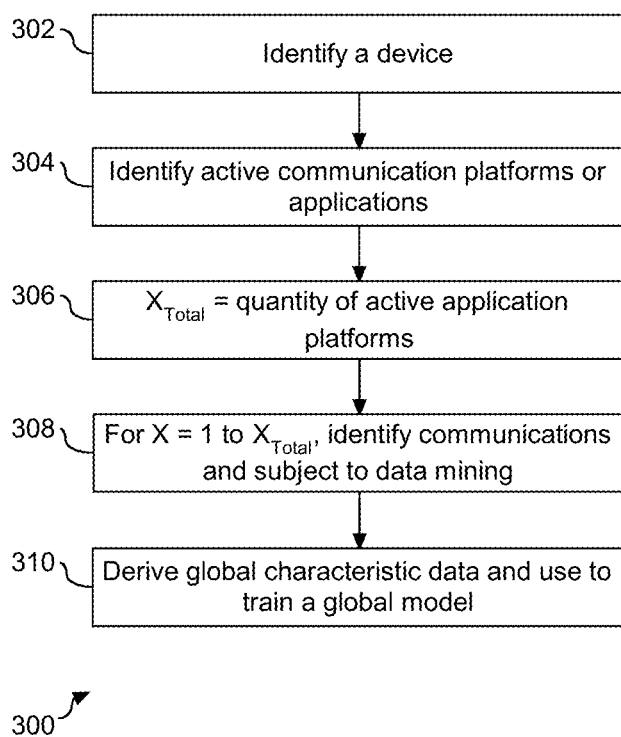 302
Identify a device
304
Identify active communication platforms or
applications
306
X_Total = quantity of active application
platforms
308
For X = 1 to X_Total, identify communications
and subject to data mining
310
Derive global characteristic data and use to
train a global model
300